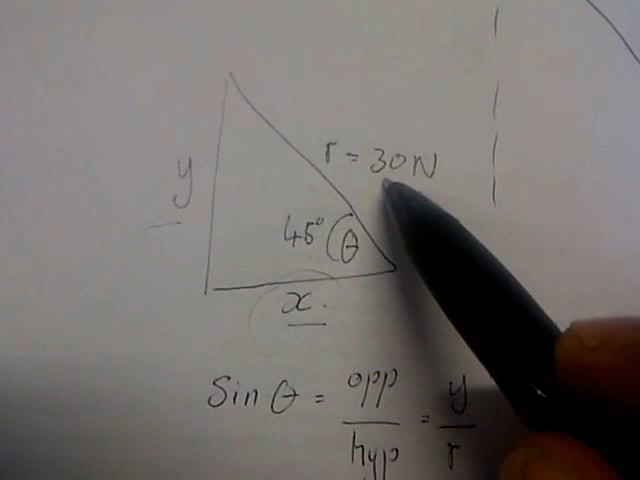 r = 30N
y
45° θ
x.
Sin θ = opp/hyp = y/r